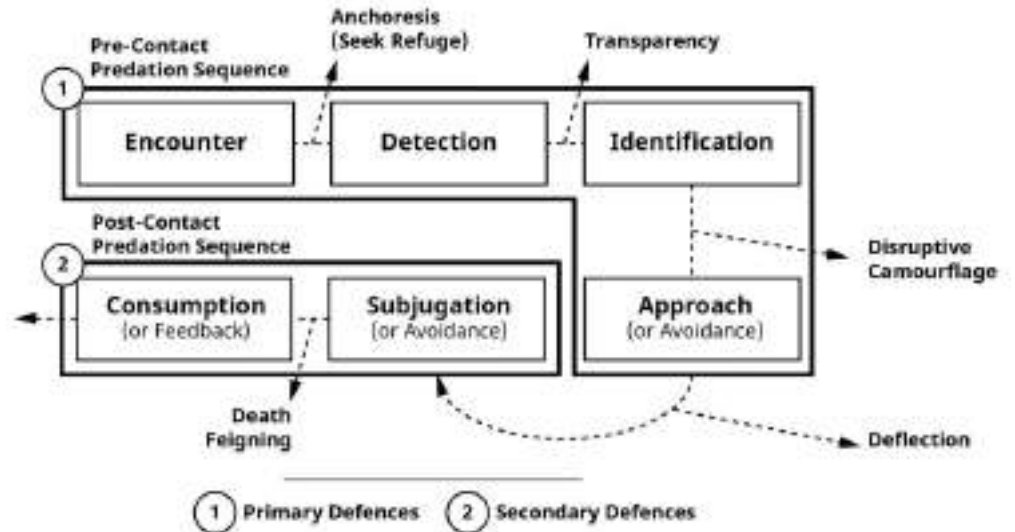 Anchoresis
(Seek Refuge)
Transparency
Pre-Contact
Predation Sequence
1
Encounter
Detection
Identification
Post-Contact
Predation Sequence
2
Disruptive
Camourflage
Consumption
(or Feedback)
Subjugation
(or Avoidance)
Approach
(or Avoidance)
Death
Feigning
Deflection
1 Primary Defences 2 Secondary Defences